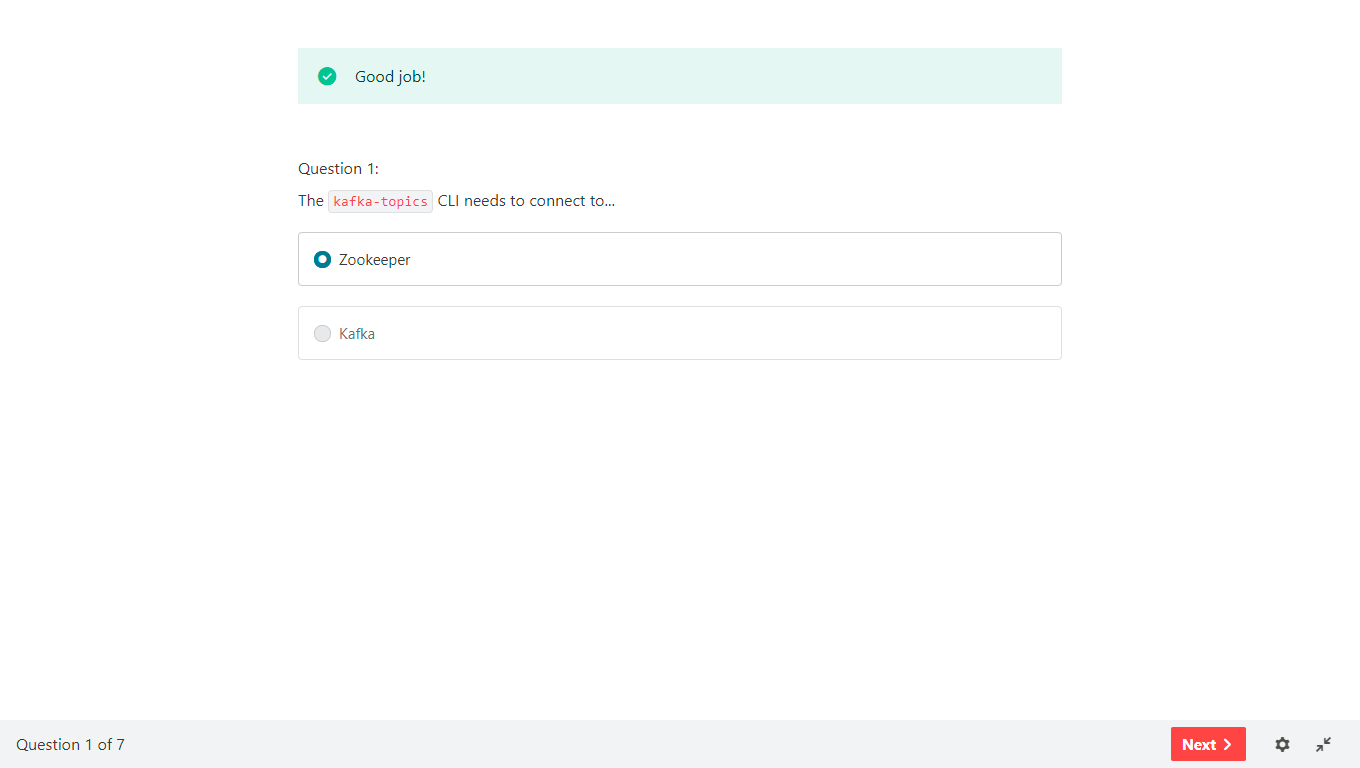 Good job!
Question 1:
The kafka-topics CLI needs to connect to...
Zookeeper
Kafka
Question 1 of 7
Next